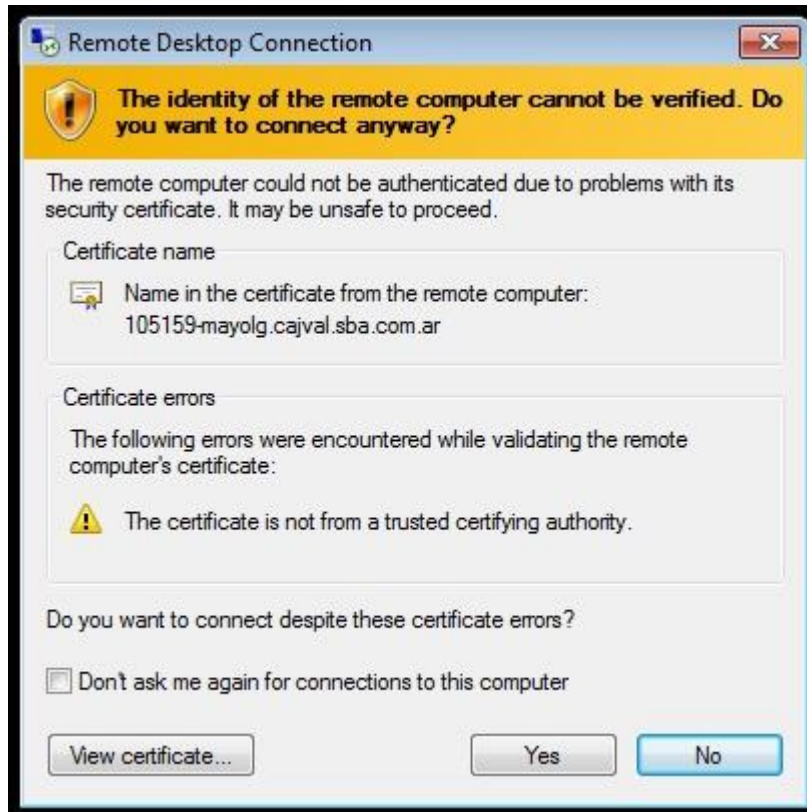 Remote Desktop Connection
The identity of the remote computer cannot be verified. Do
you want to connect anyway?
The remote computer could not be authenticated due to problems with its
security certificate. It may be unsafe to proceed.
Certificate name
Name in the certificate from the remote computer:
105159-mayolg.cajval.sba.com.ar
Certificate errors
The following errors were encountered while validating the remote
computer's certificate:
The certificate is not from a trusted certifying authority.
Do you want to connect despite these certificate errors?
Don't ask me again for connections to this computer
View certificate... Yes No